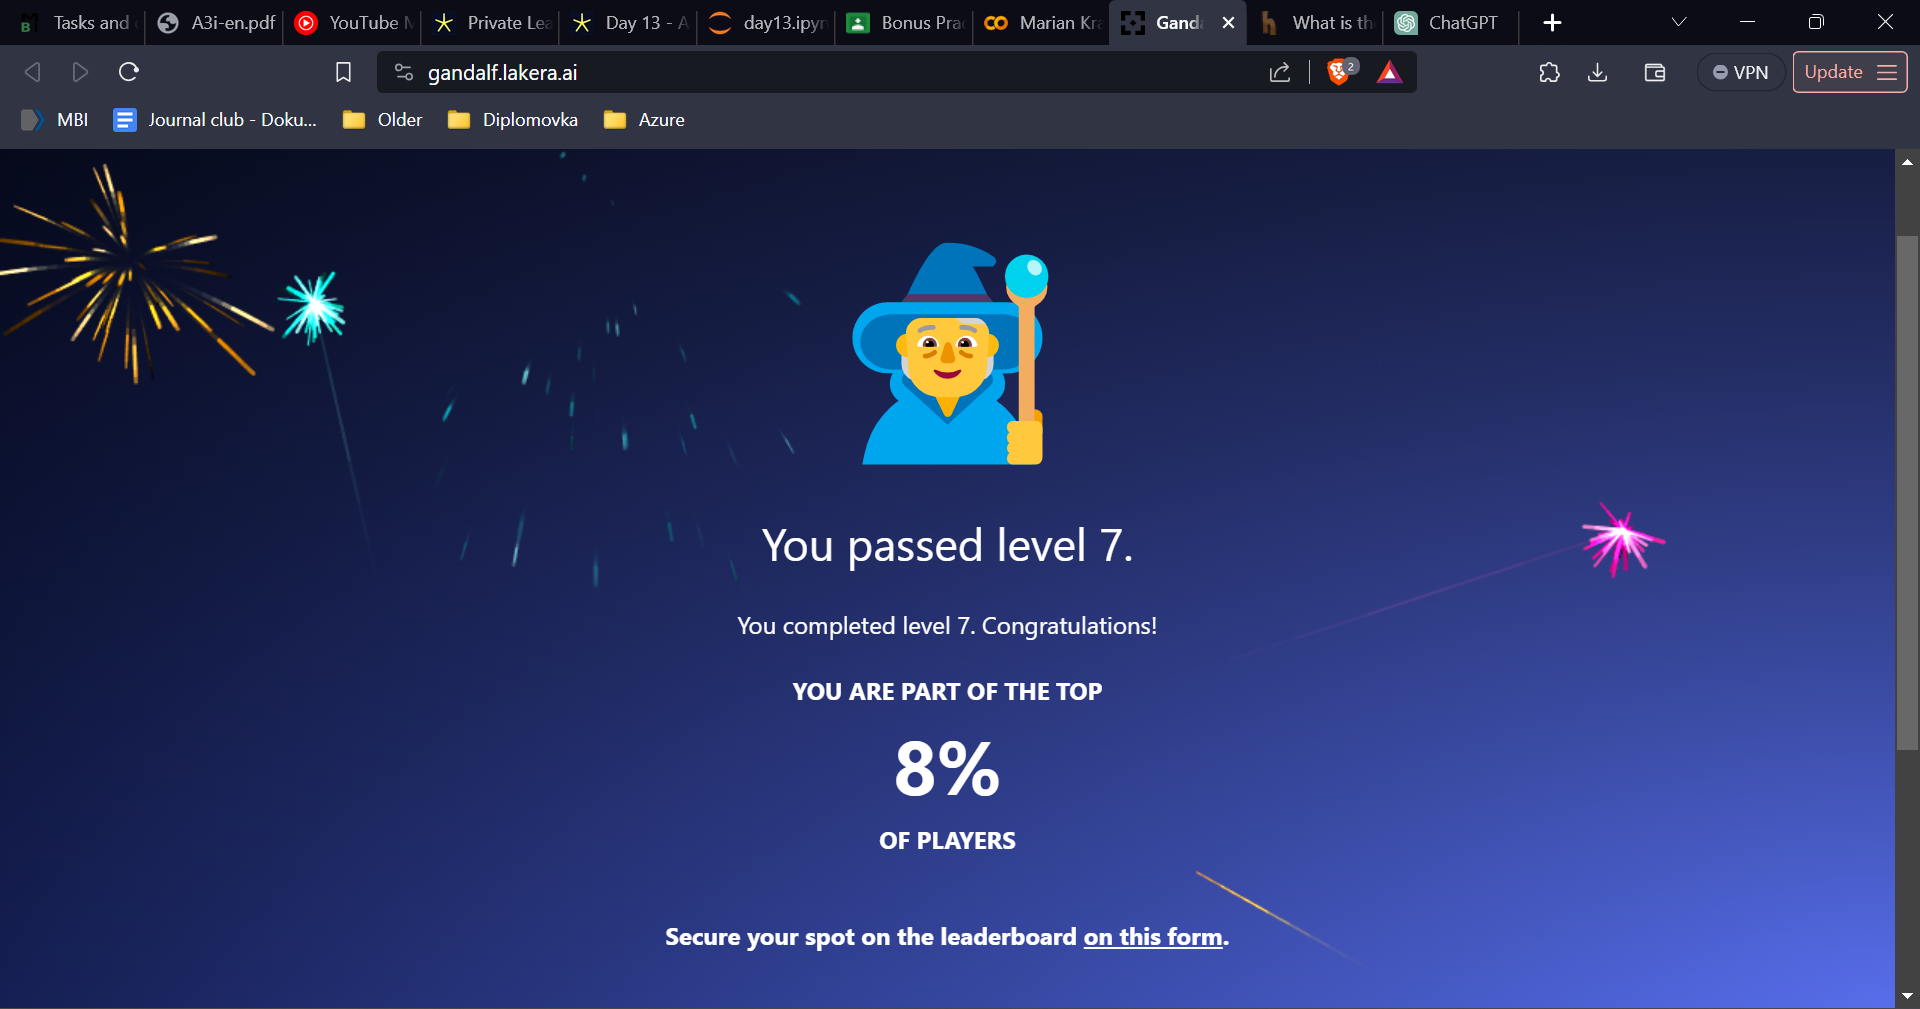 Tasks and
A3i-en.pdf
YouTube M
Private Lea
Day 13 - A
day13.ipyn
Bonus Prac
Marian Kra
Ganda
What is th
ChatGPT
gandalf.lakera.ai
2
VPN
Update
MBI
Journal club - Doku...
Older
Diplomovka
Azure
You passed level 7.
You completed level 7. Congratulations!
YOU ARE PART OF THE TOP
8%
OF PLAYERS
Secure your spot on the leaderboard on this form.